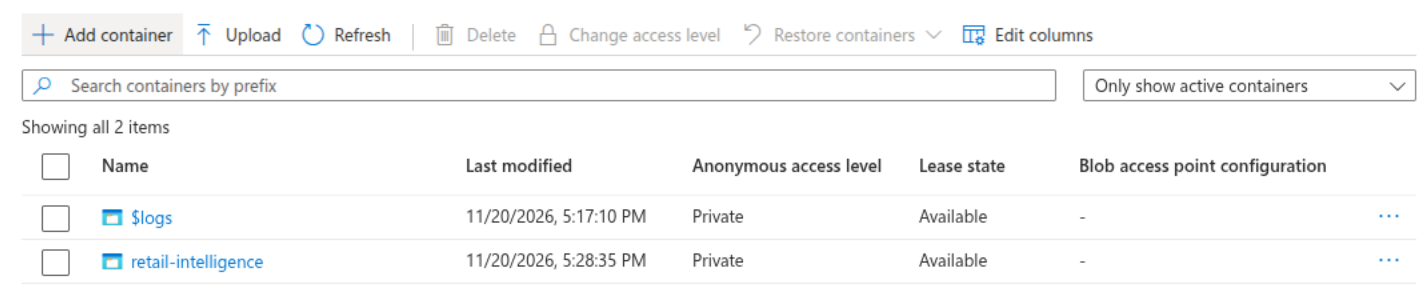 Add container Upload Refresh Delete Change access level Restore containers Edit columns
Search containers by prefix Only show active containers
Showing all 2 items
Name Last modified Anonymous access level Lease state Blob access point configuration
$logs 11/20/2026, 5:17:10 PM Private Available - ...
retail-intelligence 11/20/2026, 5:28:35 PM Private Available - ...